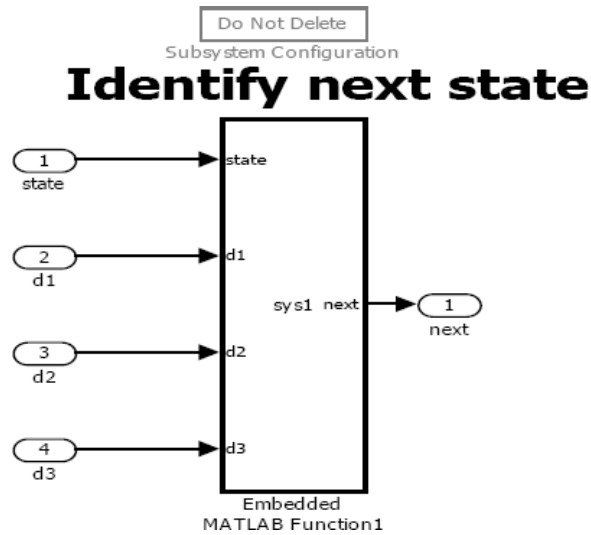 Do Not Delete
Subsystem Configuration
Identify next state
1
state
state
2
d1
d1
sys1 next
1
next
3
d2
d2
4
d3
d3
Embedded
MATLAB Function1